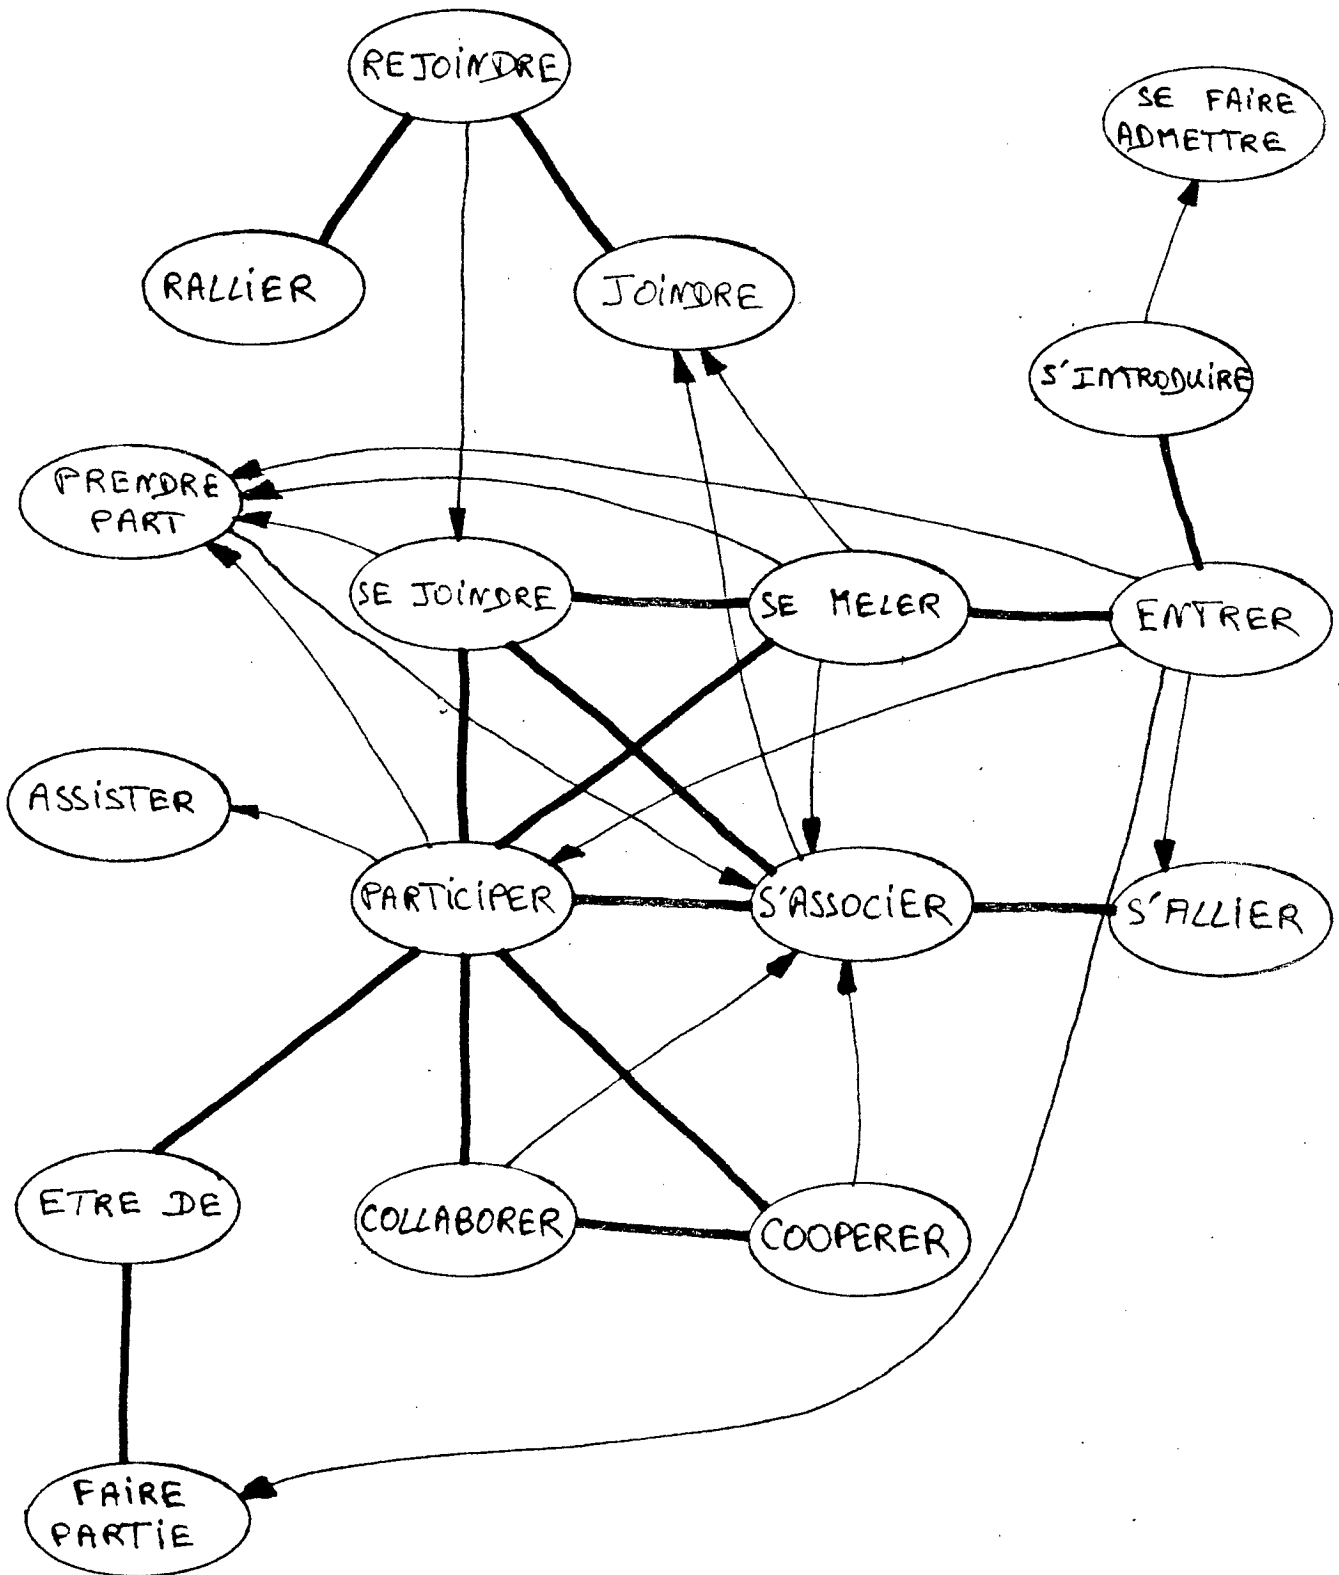 REJOiNDRE
SE FAiRE
ADMETTRE
RALLiER
JOiNDRE
S'INTRODUiRE
PRENDRE
PART
SE JOiNDRE
SE MELER
ENTRER
ASSiSTER
PARTiCiPER
S'ASSOCiER
S'ALLiER
ETRE DE
COLLABORER
COOPERER
FAiRE
PARTiE